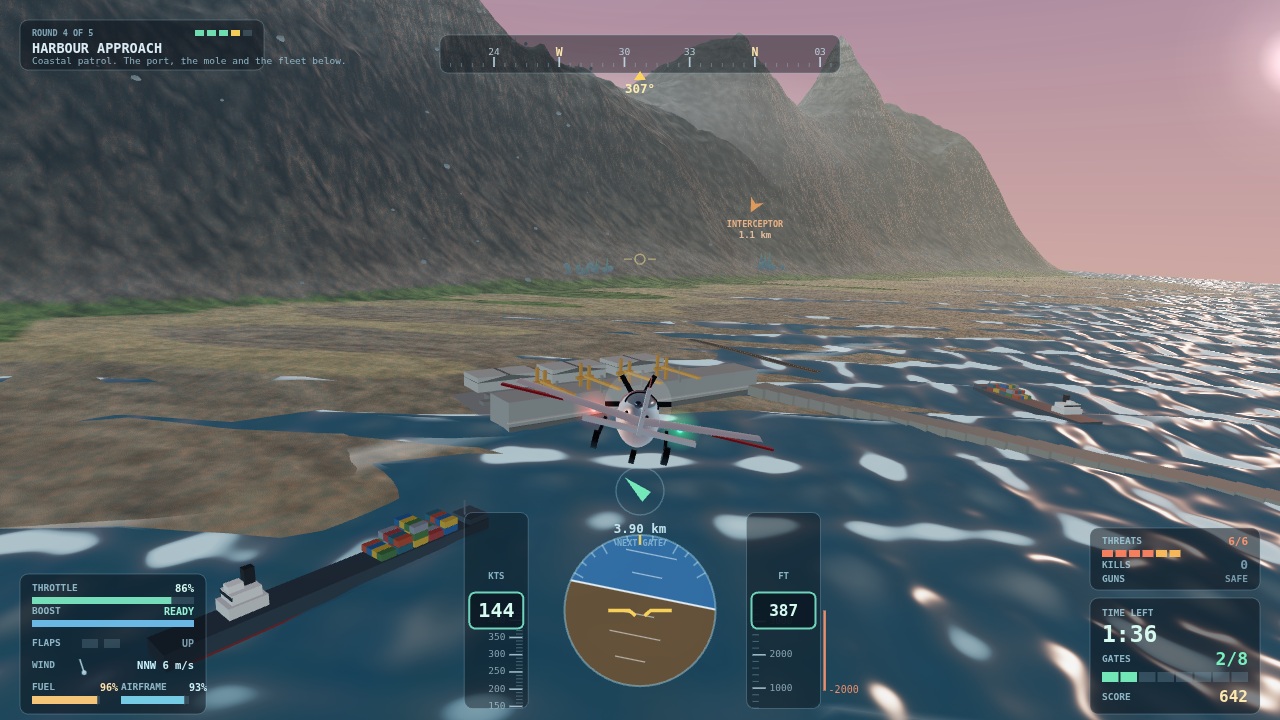 ROUND 4 OF 5
HARBOUR APPROACH
Coastal patrol. The port, the mole and the fleet below.
24 W 30 33 N 03
307°
INTERCEPTOR
1.1 km
3.90 km
NEXT GATE
THROTTLE 86%
BOOST READY
FLAPS UP
WIND NNW 6 m/s
FUEL 96% AIRFRAME 93%
KTS
144
350
300
250
200
150
FT
387
2000
1000
-2000
THREATS 6/6
KILLS 0
GUNS SAFE
TIME LEFT
1:36
GATES 2/8
SCORE 642